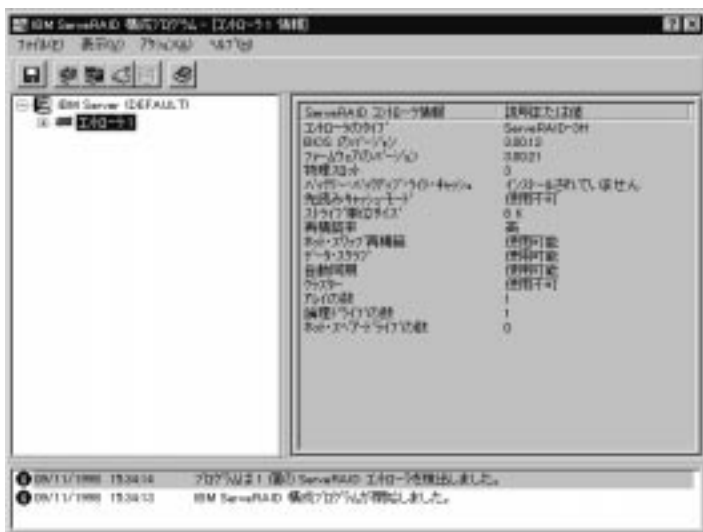 IBM ServeRAID 構成プログラム - [コントローラ1 情報]
ファイル(E) 表示(V) アクション(A) ヘルプ(H)
IBM Server (DEFAULT)
コントローラ1
ServeRAID コントローラ情報 説明または値
コントローラのタイプ ServeRAID-3H
BIOS のバージョン 3.00.13
ファームウェアのバージョン 3.00.21
物理スロット 3
バッテリー・バックアップ・ライト・キャッシュ インストールされていません
先読みキャッシュ・モード 使用不可
ストライプ単位サイズ 8 K
再構築率 高
ホット・スワップ再構築 使用可能
データ・スクラブ 使用可能
自動同期 使用可能
クラスター 使用不可
アレイの数 1
論理ドライブの数 1
ホット・スペア・ドライブの数 0
09/11/1998 15:34:14 プログラムは 1 個の ServeRAID コントローラを検出しました。
09/11/1998 15:34:13 IBM ServeRAID 構成プログラムが開始しました。